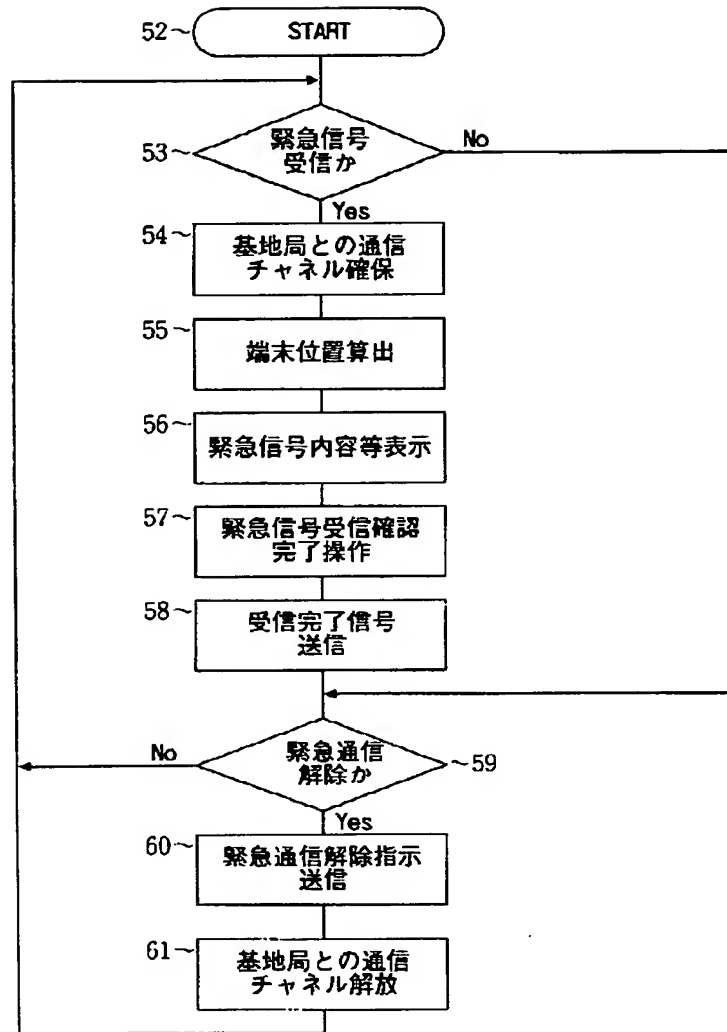 52～ START
53～ 緊急信号
受信か
No
Yes
54～ 基地局との通信
チャネル確保
55～ 端末位置算出
56～ 緊急信号内容等表示
57～ 緊急信号受信確認
完了操作
58～ 受信完了信号
送信
No
緊急通信
解除か
～59
Yes
60～ 緊急通信解除指示
送信
61～ 基地局との通信
チャネル解放